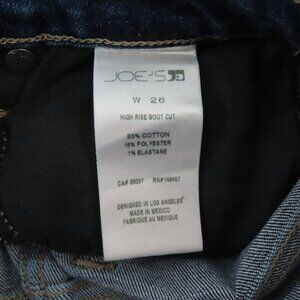 JOE'S
W 26
HIGH RISE BOOT CUT
83% COTTON
16% POLYESTER
1% ELASTANE
CA# 35037 RN#
DESIGNED IN LOS ANGELES
MADE IN MEXICO
FABRIQUE AU MEXIQUE